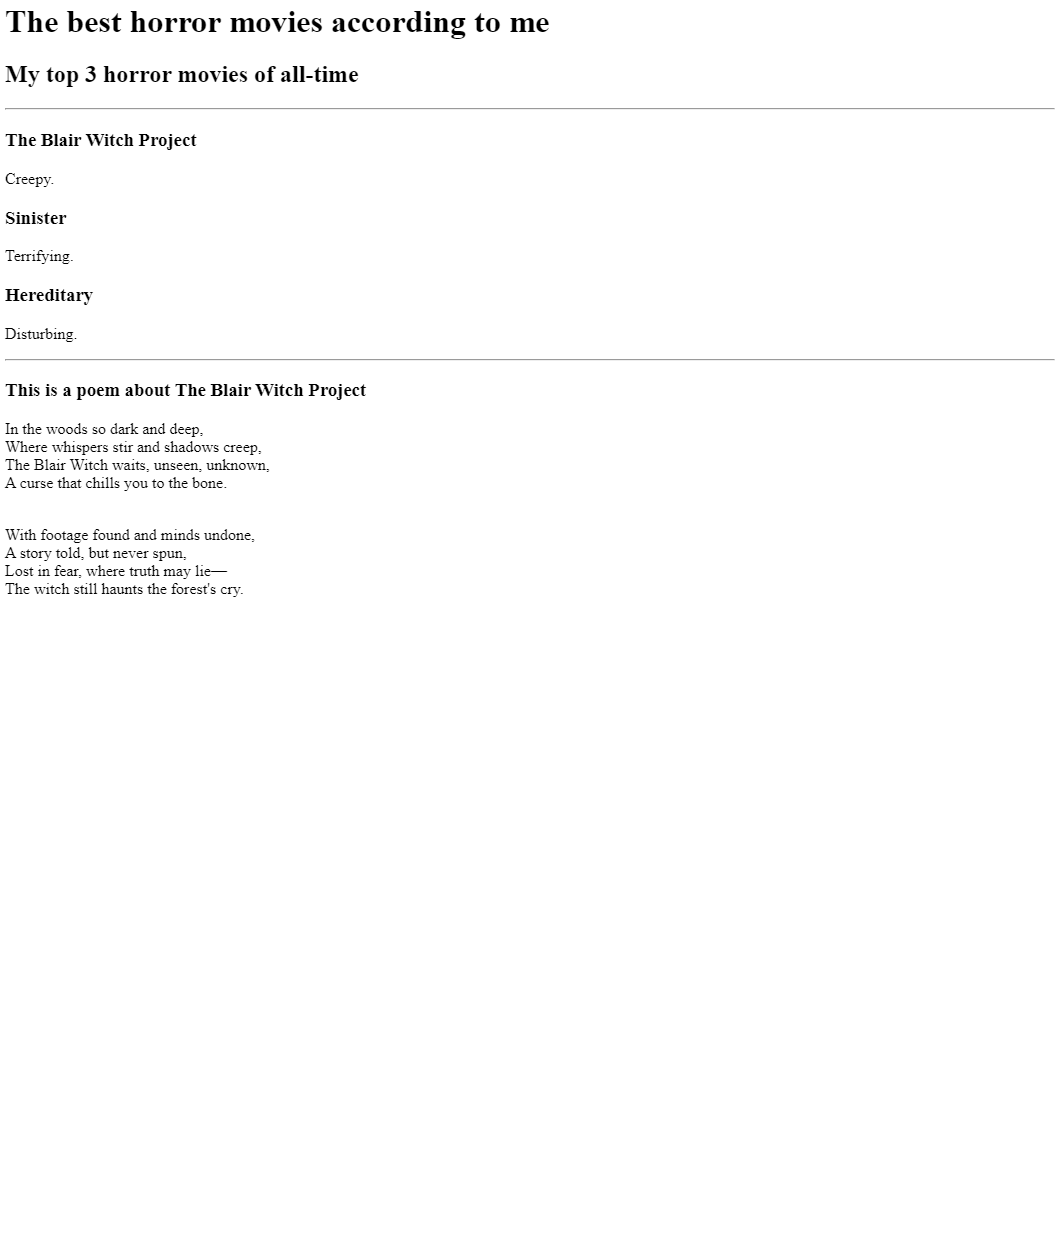 The best horror movies according to me
My top 3 horror movies of all-time
The Blair Witch Project
Creepy.
Sinister
Terrifying.
Hereditary
Disturbing.
This is a poem about The Blair Witch Project
In the woods so dark and deep,
Where whispers stir and shadows creep,
The Blair Witch waits, unseen, unknown,
A curse that chills you to the bone.
With footage found and minds undone,
A story told, but never spun,
Lost in fear, where truth may lie—
The witch still haunts the forest's cry.